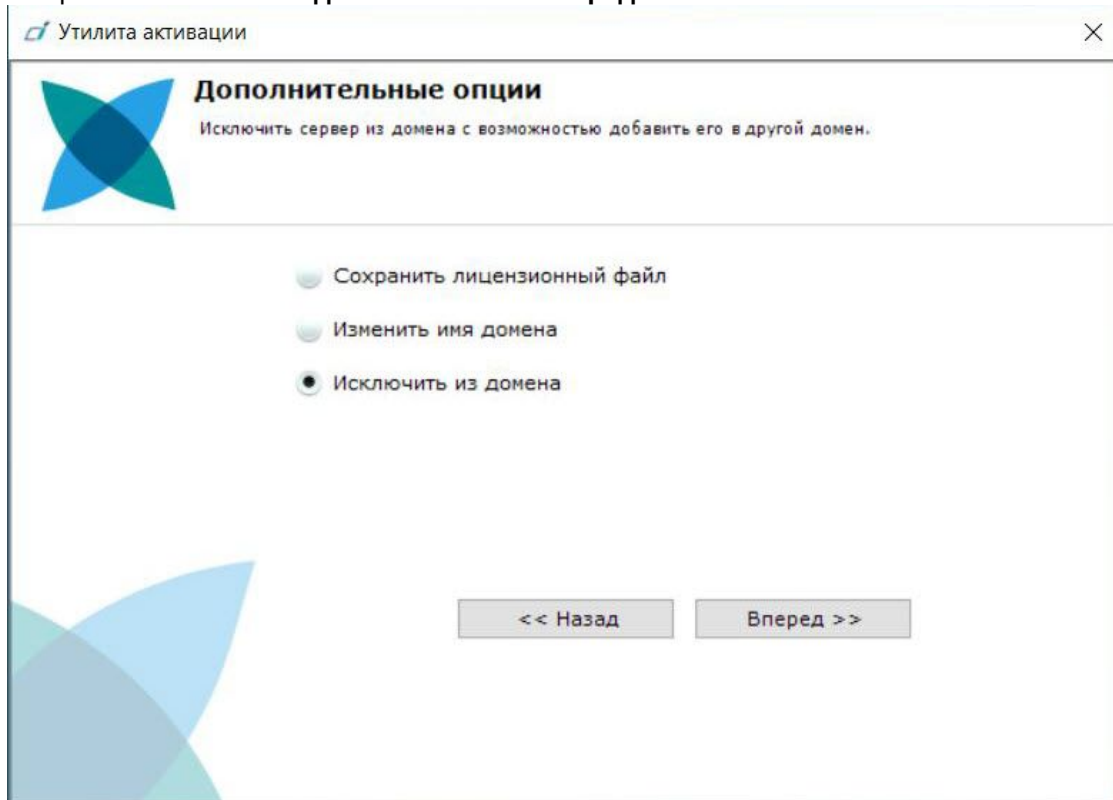 Утилита активации
Дополнительные опции
Исключить сервер из домена с возможностью добавить его в другой домен.
Сохранить лицензионный файл
Изменить имя домена
Исключить из домена
<< Назад
Вперед >>